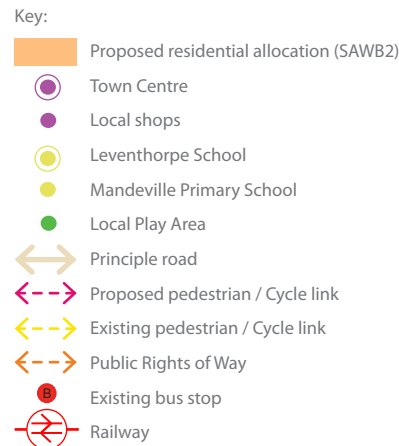 Key:
Proposed residential allocation (SAWB2)
Town Centre
Local shops
Leventhorpe School
Mandeville Primary School
Local Play Area
Principle road
Proposed pedestrian / Cycle link
Existing pedestrian / Cycle link
Public Rights of Way
B Existing bus stop
Railway